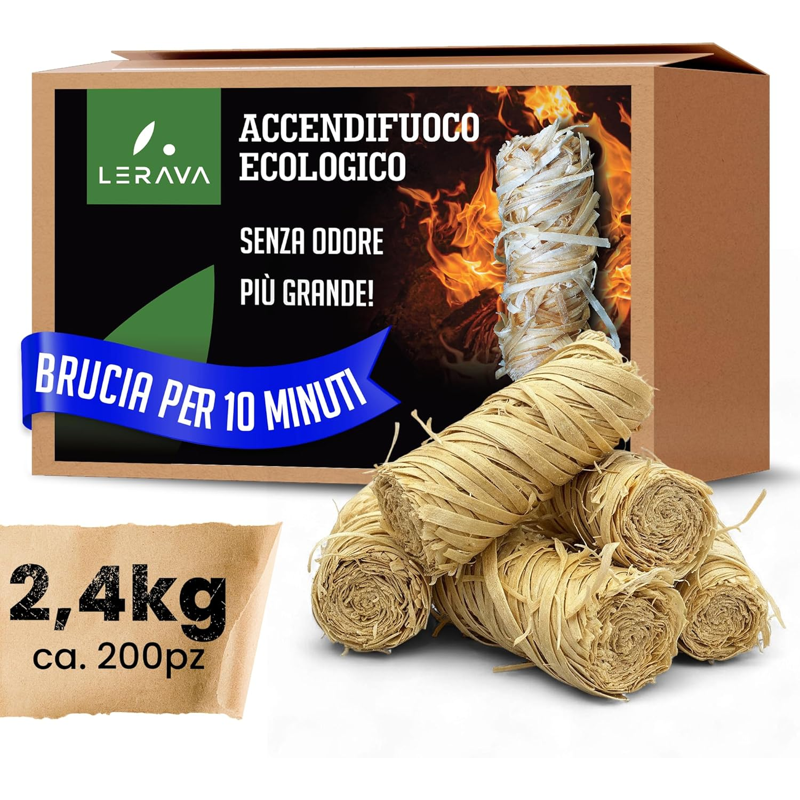 LERAVA
ACCENDIFUOCO
ECOLOGICO
SENZA ODORE
PIÙ GRANDE!
BRUCIA PER 10 MINUTI
2,4kg
ca. 200pz